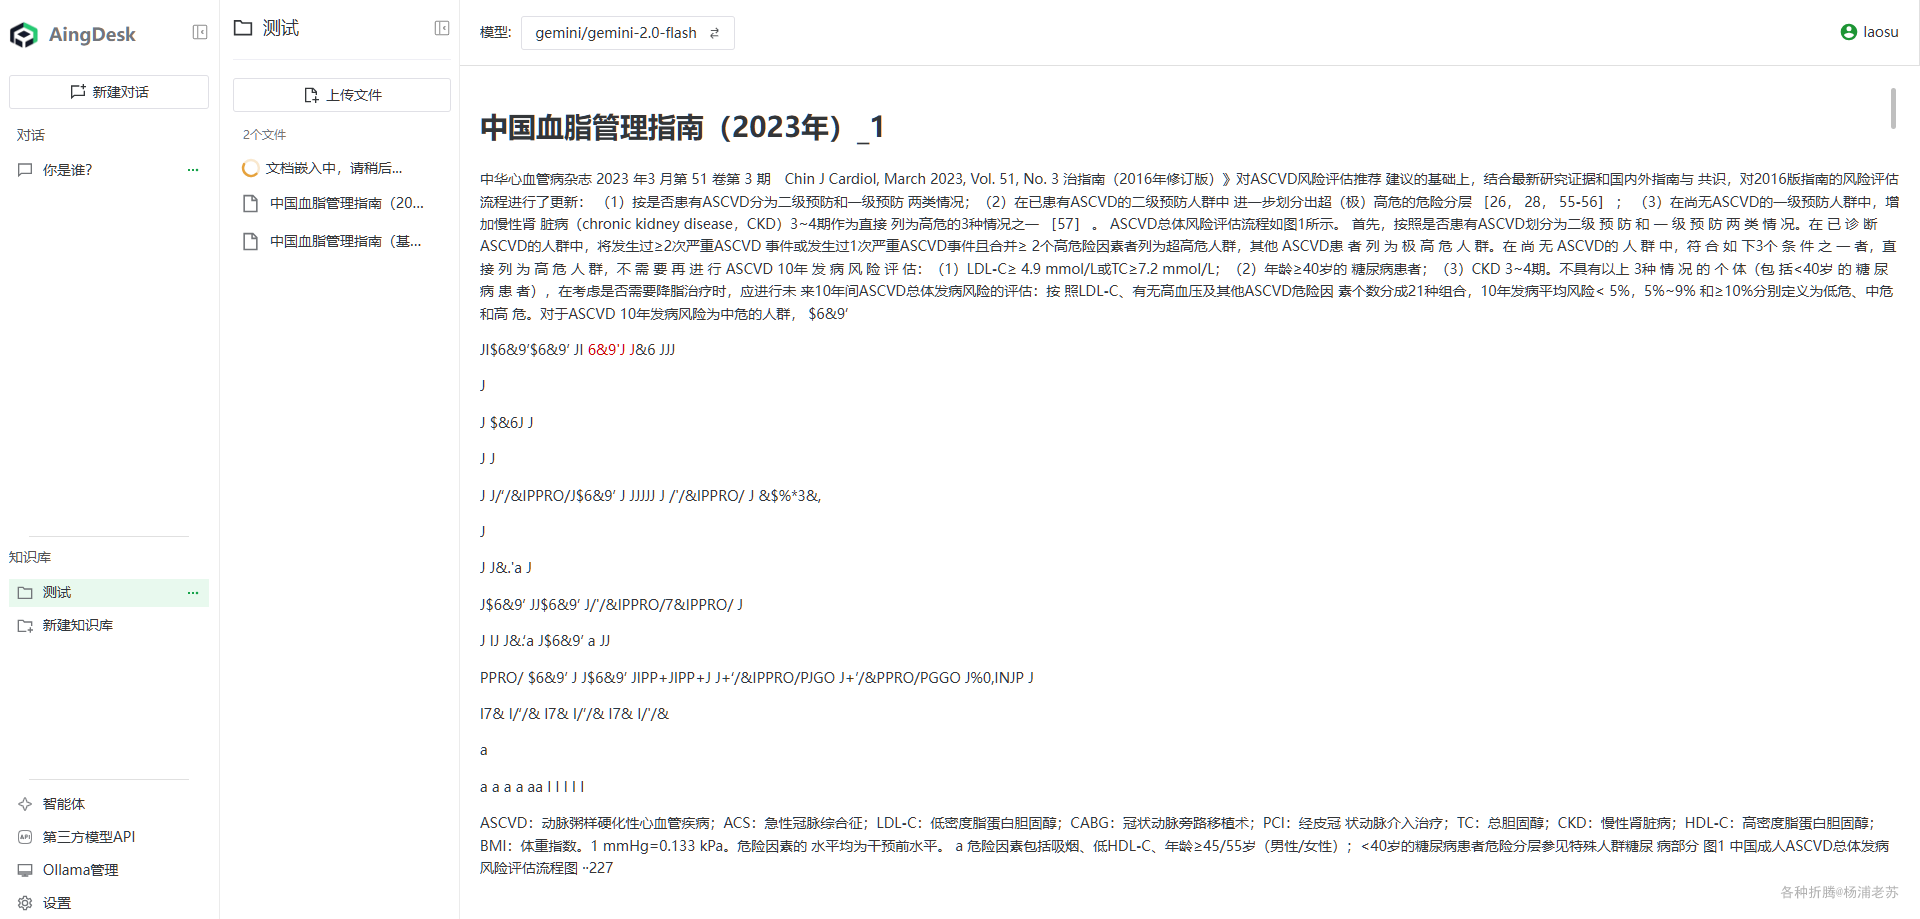 AingDesk
新建对话
对话
你是谁?
···
知识库
测试
···
新建知识库
智能体
第三方模型API
Ollama管理
设置
测试
上传文件
2个文件
文档嵌入中，请稍后...
中国血脂管理指南（20...
中国血脂管理指南（基...
模型:
gemini/gemini-2.0-flash
laosu
中国血脂管理指南（2023年）_1
中华心血管病杂志 2023 年3 月第 51 卷第 3 期　Chin J Cardiol, March 2023, Vol. 51, No. 3 治指南（2016年修订版）》对ASCVD风险评估推荐 建议的基础上，结合最新研究证据和国内外指南与 共识，对2016版指南的风险评估
流程进行了更新： （1）按是否患有ASCVD分为二级预防和一级预防 两类情况；（2）在已患有ASCVD的二级预防人群中 进一步划分出超（极）高危的危险分层 ［26， 28， 55-56］ ；（3）在尚无ASCVD的一级预防人群中，增
加慢性肾 脏病（chronic kidney disease，CKD）3~4期作为直接 列为高危的3种情况之一 ［57］ 。 ASCVD总体风险评估流程如图1所示。 首先，按照是否患有ASCVD划分为二级 预 防 和 一 级 预 防 两 类 情 况。在 已 诊 断
ASCVD的人群中，将发生过≥2次严重ASCVD 事件或发生过1次严重ASCVD事件且合并≥ 2个高危险因素者列为超高危人群，其他 ASCVD患 者 列 为 极 高 危 人 群。在 尚 无 ASCVD的 人 群 中，符 合 如 下3个 条 件 之 一 者，直
接 列 为 高 危 人 群，不 需 要 再 进 行 ASCVD 10年 发 病 风 险 评 估：（1）LDL-C≥ 4.9 mmol/L或TC≥7.2 mmol/L；（2）年龄≥40岁的 糖尿病患者；（3）CKD 3~4期。不具有以上 3种 情 况 的 个 体（包 括<40岁 的 糖 尿
病 患 者），在考虑是否需要降脂治疗时，应进行未 来10年间ASCVD总体发病风险的评估：按 照LDL-C、有无高血压及其他ASCVD危险因 素个数分成21种组合，10年发病平均风险< 5%，5%~9% 和≥10%分别定义为低危、中危
和高 危。对于ASCVD 10年发病风险为中危的人群， $6&9‘
JI$6&9‘$6&9‘ JI 6&9'J J&6 JJJ
J
J $&6J J
J J
J J/‘/&IPPRO/J$6&9‘ J JJJJJ J /'/&IPPRO/ J &$%*3&,
J
J J&.'a J
J$6&9‘ JJ$6&9‘ J/'/&IPPRO/7&IPPRO/ J
J IJ J&.‘a J$6&9‘ a JJ
PPRO/ $6&9‘ J J$6&9‘ JIPP+JIPP+J J+‘/&IPPRO/PJGO J+‘/&PPRO/PGGO J%0,INJP J
I7& I/‘/& I7& I/‘/& I7& I/'/&
a
a a a a aa I I I I I
ASCVD：动脉粥样硬化性心血管疾病；ACS：急性冠脉综合征；LDL-C：低密度脂蛋白胆固醇；CABG：冠状动脉旁路移植术；PCI：经皮冠 状动脉介入治疗；TC：总胆固醇；CKD：慢性肾脏病；HDL-C：高密度脂蛋白胆固醇；
BMI：体重指数。1 mmHg=0.133 kPa。危险因素的 水平均为干预前水平。 a 危险因素包括吸烟、低HDL-C、年龄≥45/55岁（男性/女性）；<40岁的糖尿病患者危险分层参见特殊人群糖尿 病部分 图1 中国成人ASCVD总体发病
风险评估流程图 ··227
各种折腾@杨浦老苏